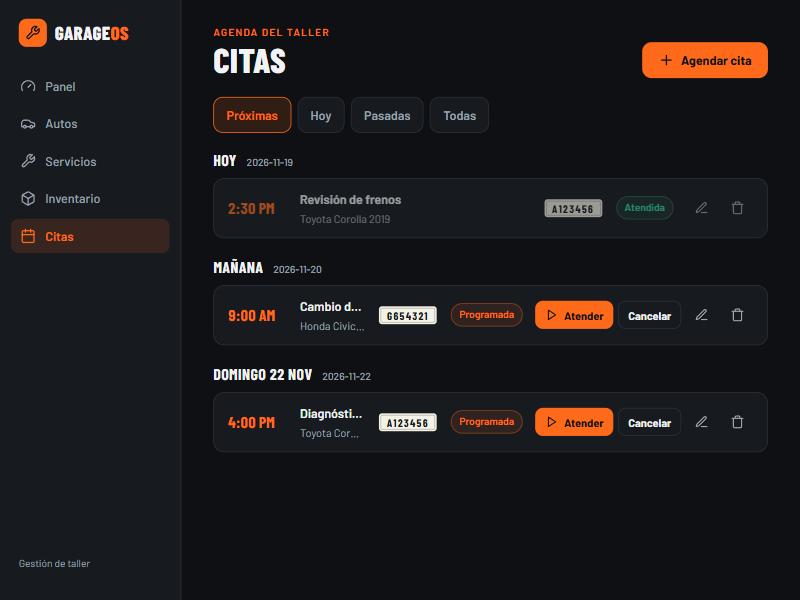 GARAGEOS
Panel
Autos
Servicios
Inventario
Citas
Gestión de taller
AGENDA DEL TALLER
CITAS
Agendar cita
Próximas Hoy Pasadas Todas
HOY 2026-11-19
2:30 PM Revisión de frenos A123456 Atendida
Toyota Corolla 2019
MAÑANA 2026-11-20
9:00 AM Cambio d... G654321 Programada Atender Cancelar
Honda Civic...
DOMINGO 22 NOV 2026-11-22
4:00 PM Diagnósti... A123456 Programada Atender Cancelar
Toyota Cor...